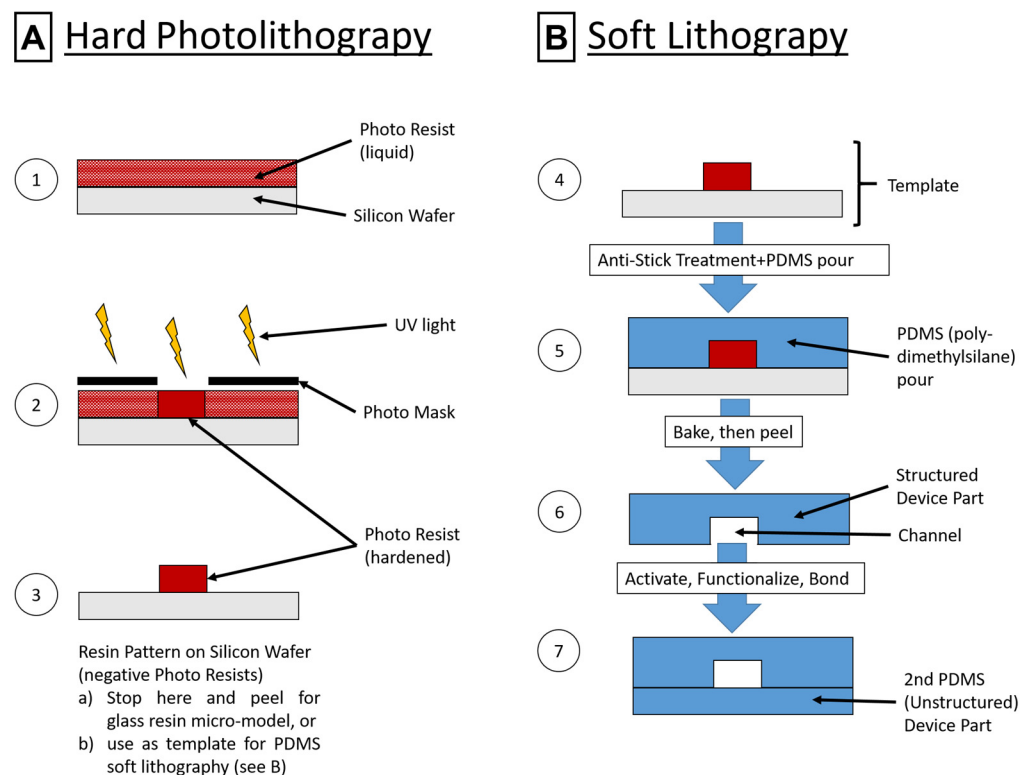 A Hard Photolithograpy
1
Photo Resist
(liquid)
Silicon Wafer
2
UV light
Photo Mask
3
Photo Resist
(hardened)
Resin Pattern on Silicon Wafer
(negative Photo Resists)
a) Stop here and peel for
glass resin micro-model, or
b) use as template for PDMS
soft lithography (see B)
B Soft Lithograpy
4
Template
Anti-Stick Treatment+PDMS pour
5
PDMS (poly-
dimethylsilane)
pour
Bake, then peel
6
Structured
Device Part
Channel
Activate, Functionalize, Bond
7
2nd PDMS
(Unstructured)
Device Part